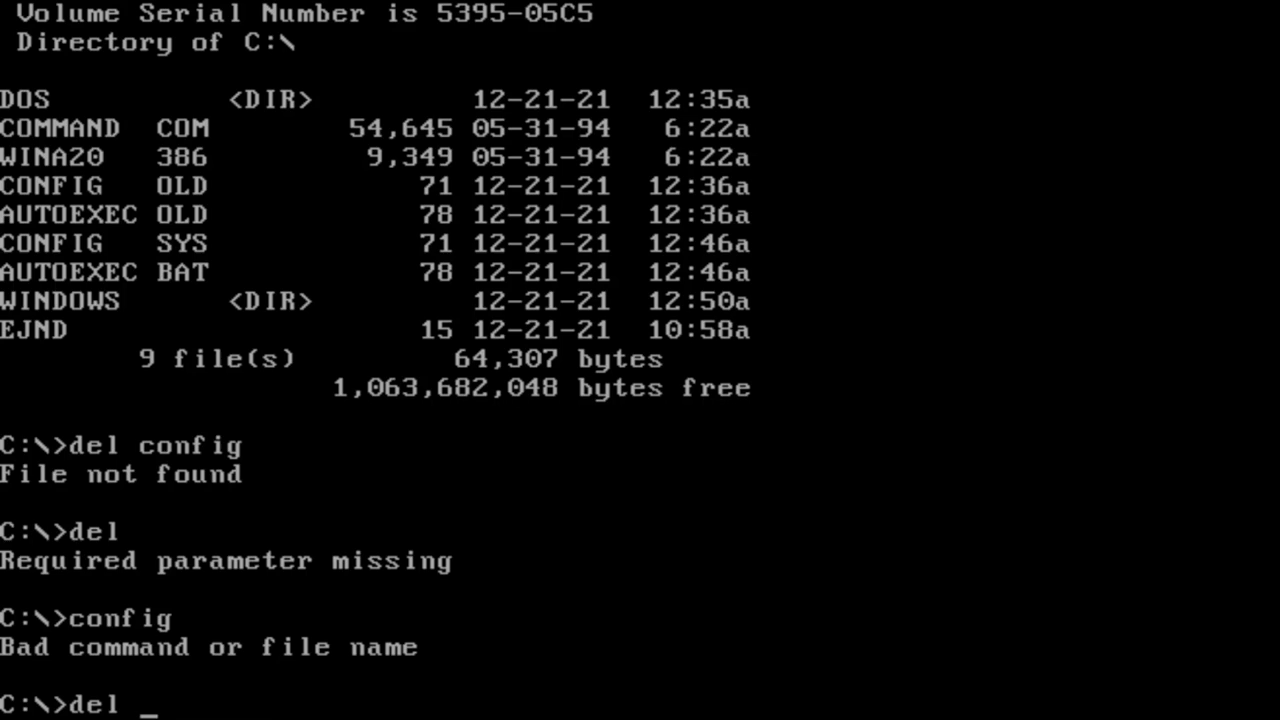 Volume Serial Number is 5395-05C5
Directory of C:\
DOS <DIR> 12-21-21 12:35a
COMMAND COM 54,645 05-31-94 6:22a
WINA20 386 9,349 05-31-94 6:22a
CONFIG OLD 71 12-21-21 12:36a
AUTOEXEC OLD 78 12-21-21 12:36a
CONFIG SYS 71 12-21-21 12:46a
AUTOEXEC BAT 78 12-21-21 12:46a
WINDOWS <DIR> 12-21-21 12:50a
EJND 15 12-21-21 10:58a
9 file(s) 64,307 bytes
1,063,682,048 bytes free
C:\>del config
File not found
C:\>del
Required parameter missing
C:\>config
Bad command or file name
C:\>del _